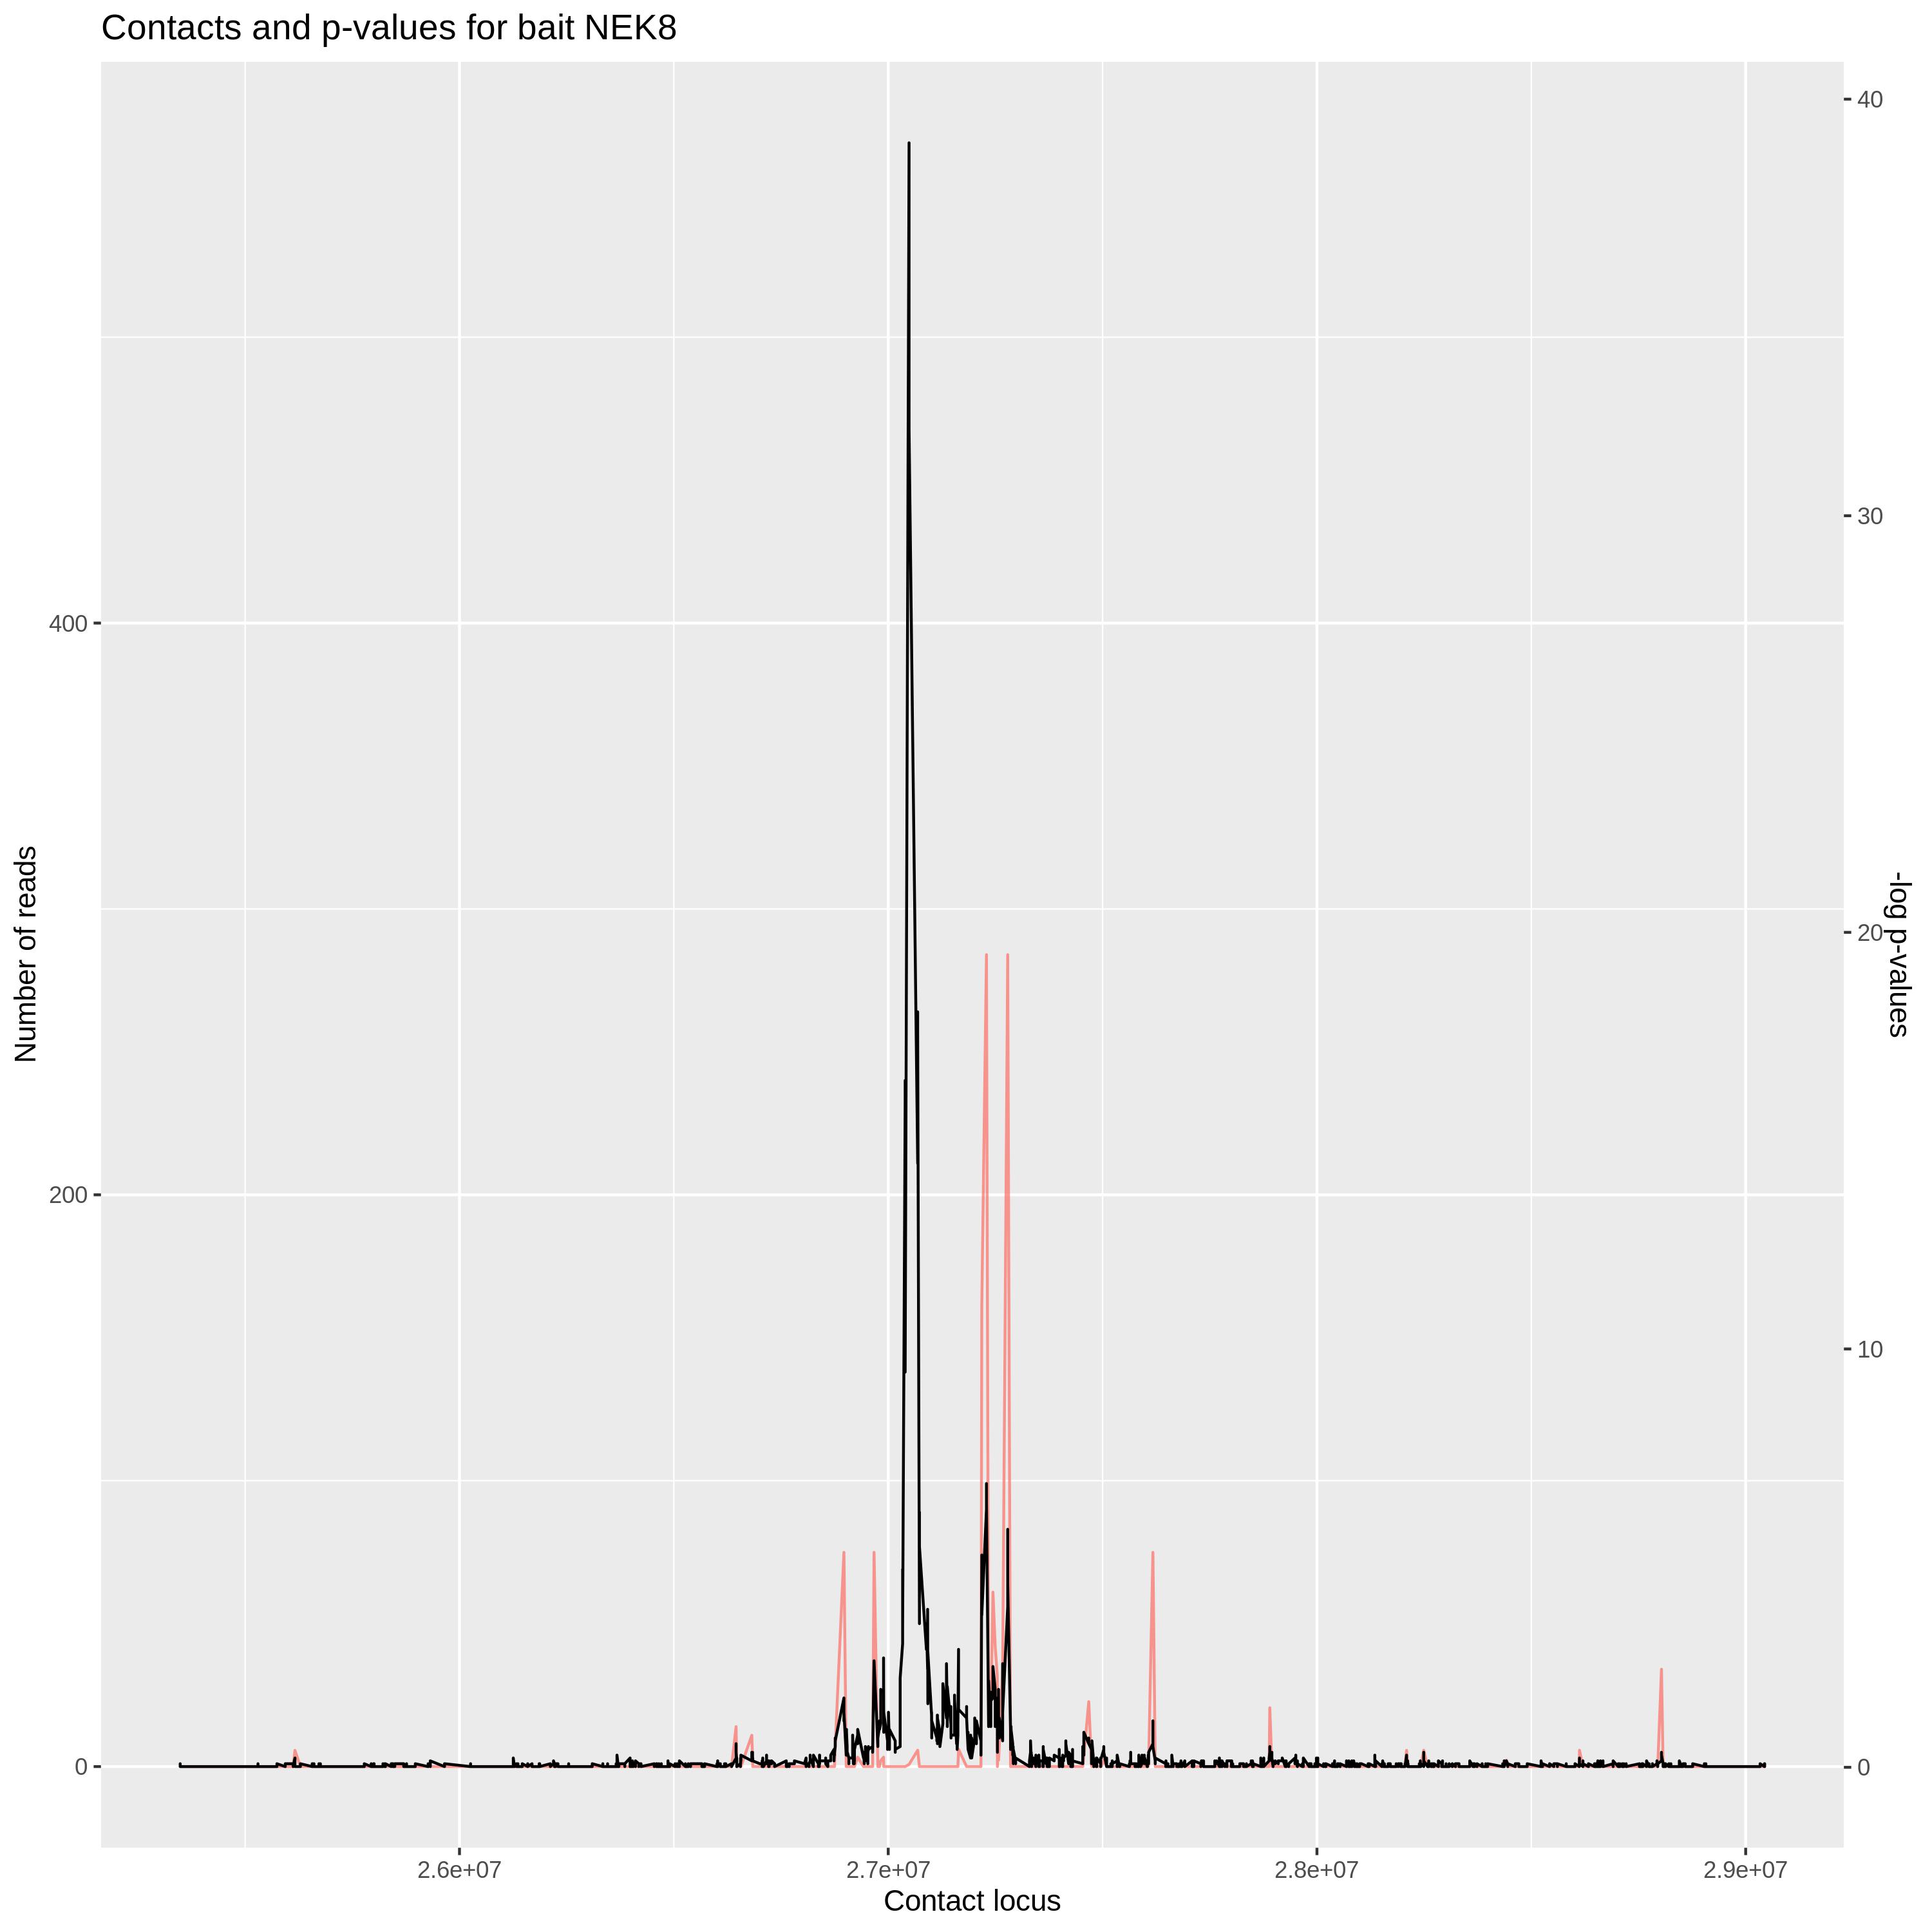 Contacts and p-values for bait NEK8
40
30
400
20
200
10
0
0
Number of reads
-log p-values
2.6e+07
2.7e+07
2.8e+07
2.9e+07
Contact locus